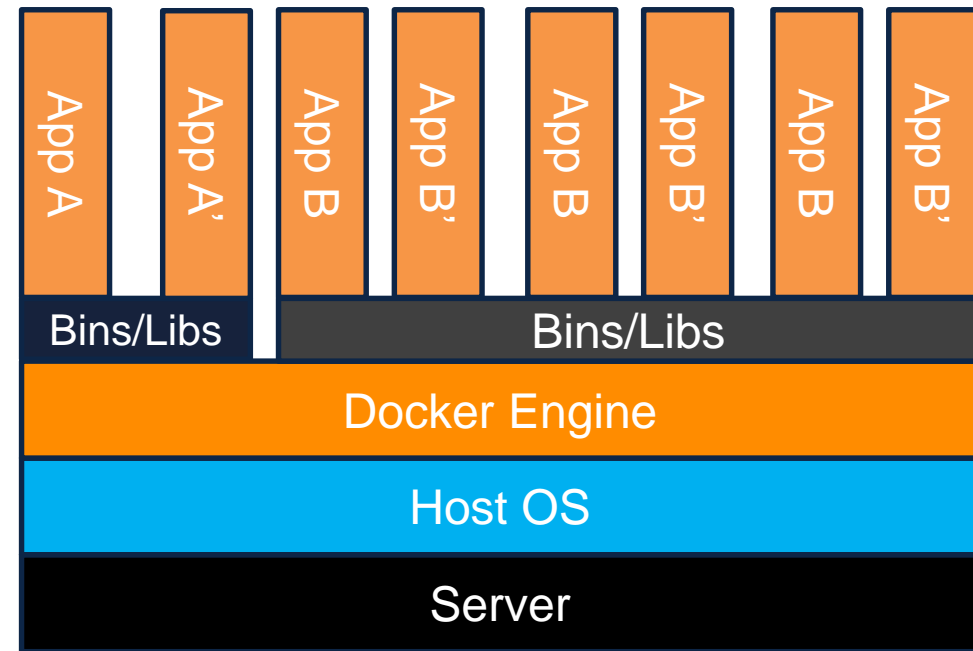 App A
App A’
App B
App B’
App B
App B’
App B
App B’
Bins/Libs
Bins/Libs
Docker Engine
Host OS
Server